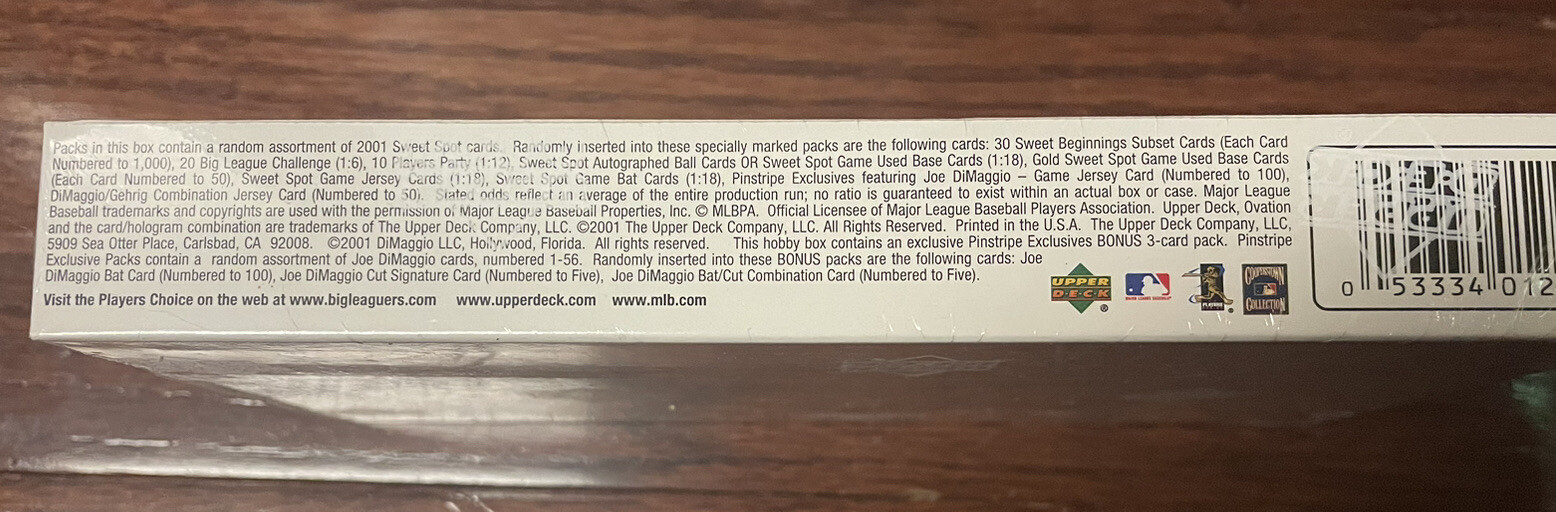 Packs in this box contain a random assortment of 2001 Sweet Spot cards. Randomly inserted into these specially marked packs are the following cards: 30 Sweet Beginnings Subset Cards (Each Card
Numbered to 1,000), 20 Big League Challenge (1:6), 10 Players Party (1:12), Sweet Spot Autographed Ball Cards OR Sweet Spot Game Used Base Cards (1:18), Gold Sweet Spot Game Used Base Cards
(Each Card Numbered to 50), Sweet Spot Game Jersey Cards (1:18), Sweet Spot Game Bat Cards (1:18), Pinstripe Exclusives featuring Joe DiMaggio – Game Jersey Card (Numbered to 100),
DiMaggio/Gehrig Combination Jersey Card (Numbered to 50). Stated odds reflect an average of the entire production run; no ratio is guaranteed to exist within an actual box or case. Major League
Baseball trademarks and copyrights are used with the permission of Major League Baseball Properties, Inc. © MLBPA. Official Licensee of Major League Baseball Players Association. Upper Deck, Ovation
and the card/hologram combination are trademarks of The Upper Deck Company, LLC. ©2001 The Upper Deck Company, LLC. All Rights Reserved. Printed in the U.S.A. The Upper Deck Company, LLC,
5909 Sea Otter Place, Carlsbad, CA 92008. ©2001 DiMaggio LLC, Hollywood, Florida. All rights reserved. This hobby box contains an exclusive Pinstripe Exclusives BONUS 3-card pack. Pinstripe
Exclusive Packs contain a random assortment of Joe DiMaggio cards, numbered 1-56. Randomly inserted into these BONUS packs are the following cards: Joe
DiMaggio Bat Card (Numbered to 100), Joe DiMaggio Cut Signature Card (Numbered to Five), Joe DiMaggio Bat/Cut Combination Card (Numbered to Five).
Visit the Players Choice on the web at www.bigleaguers.com www.upperdeck.com www.mlb.com
UPPER
DECK ®
MAJOR LEAGUE BASEBALL
PLAYERS
COOPERSTOWN
COLLECTION
0 53334 012